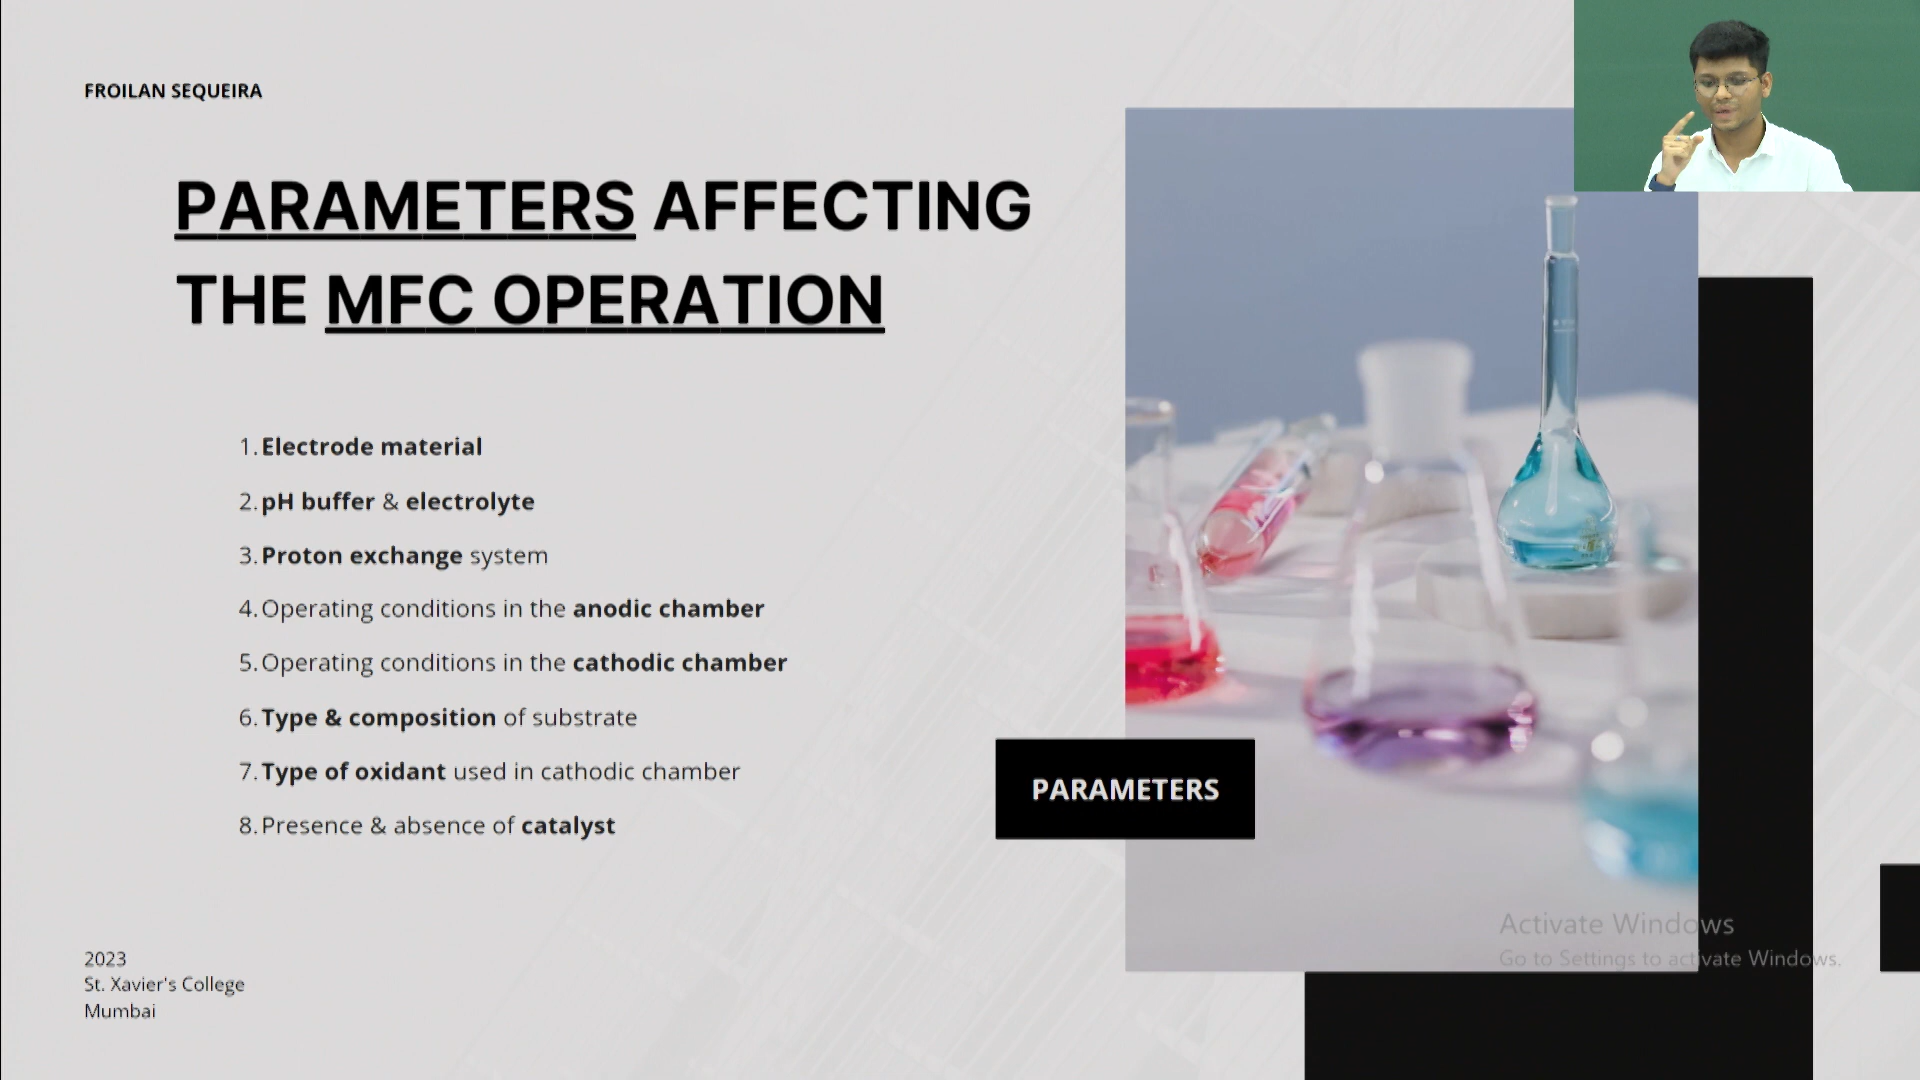 FROILAN SEQUEIRA
PARAMETERS AFFECTING
THE MFC OPERATION
1. Electrode material
2. pH buffer & electrolyte
3. Proton exchange system
4. Operating conditions in the anodic chamber
5. Operating conditions in the cathodic chamber
6. Type & composition of substrate
7. Type of oxidant used in cathodic chamber
8. Presence & absence of catalyst
PARAMETERS
Activate Windows
Go to Settings to activate Windows.
2023
St. Xavier's College
Mumbai